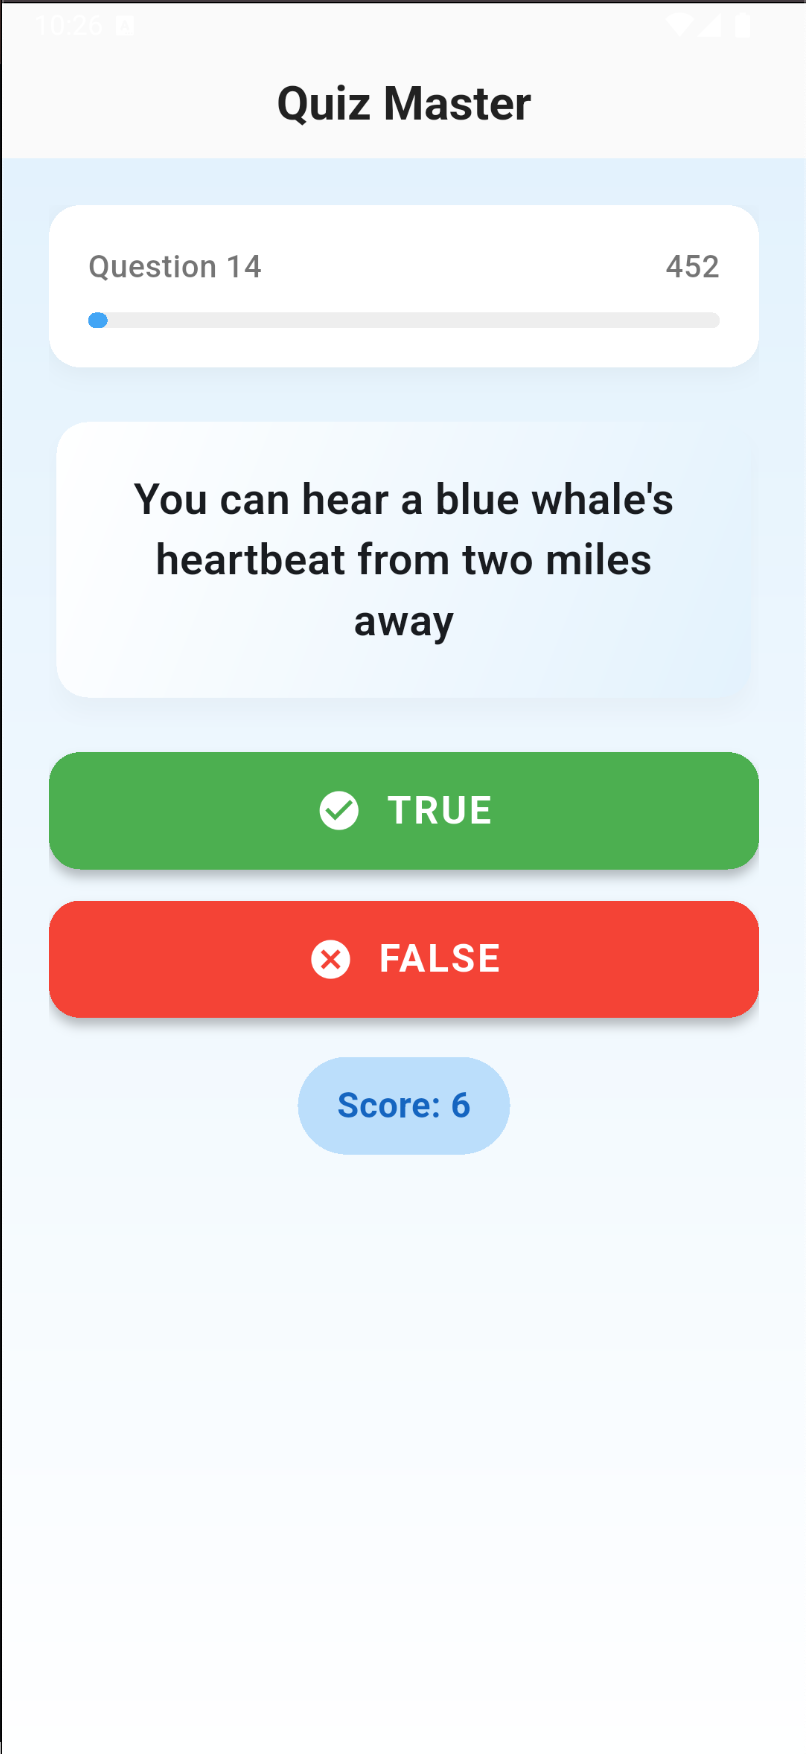 10:26
Quiz Master
Question 14 452
You can hear a blue whale's
heartbeat from two miles
away
TRUE
FALSE
Score: 6